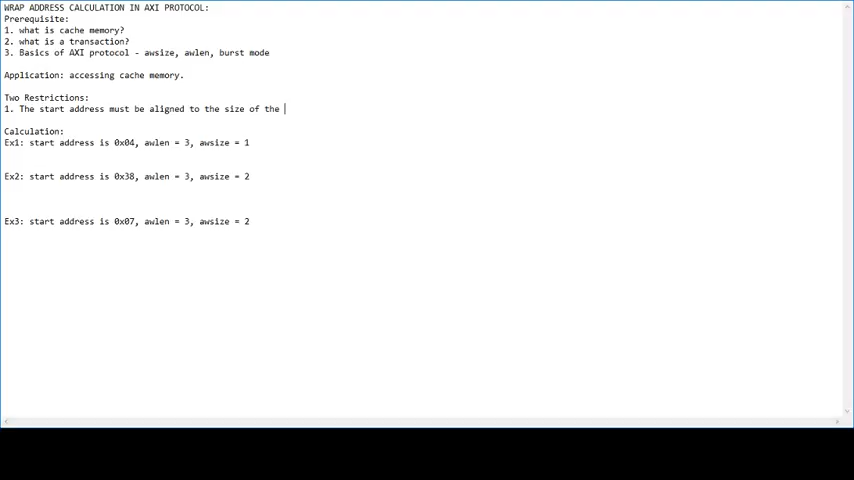 WRAP ADDRESS CALCULATION IN AXI PROTOCOL:
Prerequisite:
1. what is cache memory?
2. what is a transaction?
3. Basics of AXI protocol - awsize, awlen, burst mode
Application: accessing cache memory.
Two Restrictions:
1. The start address must be aligned to the size of the
Calculation:
Ex1: start address is 0x04, awlen = 3, awsize = 1
Ex2: start address is 0x38, awlen = 3, awsize = 2
Ex3: start address is 0x07, awlen = 3, awsize = 2